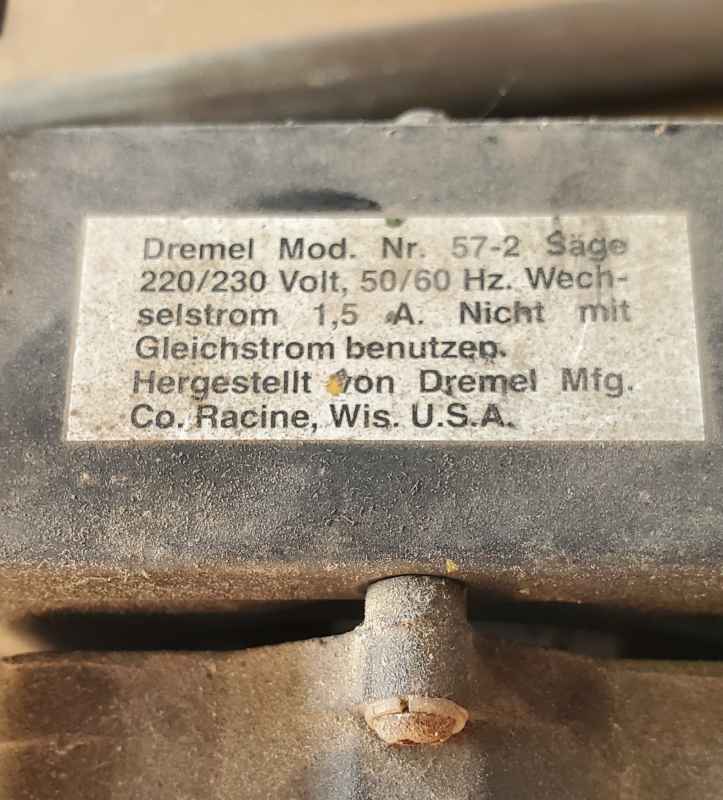 Dremel Mod. Nr. 57-2 Säge
220/230 Volt, 50/60 Hz. Wech-
selstrom 1,5 A. Nicht mit
Gleichstrom benutzen.
Hergestellt von Dremel Mfg.
Co. Racine, Wis. U.S.A.